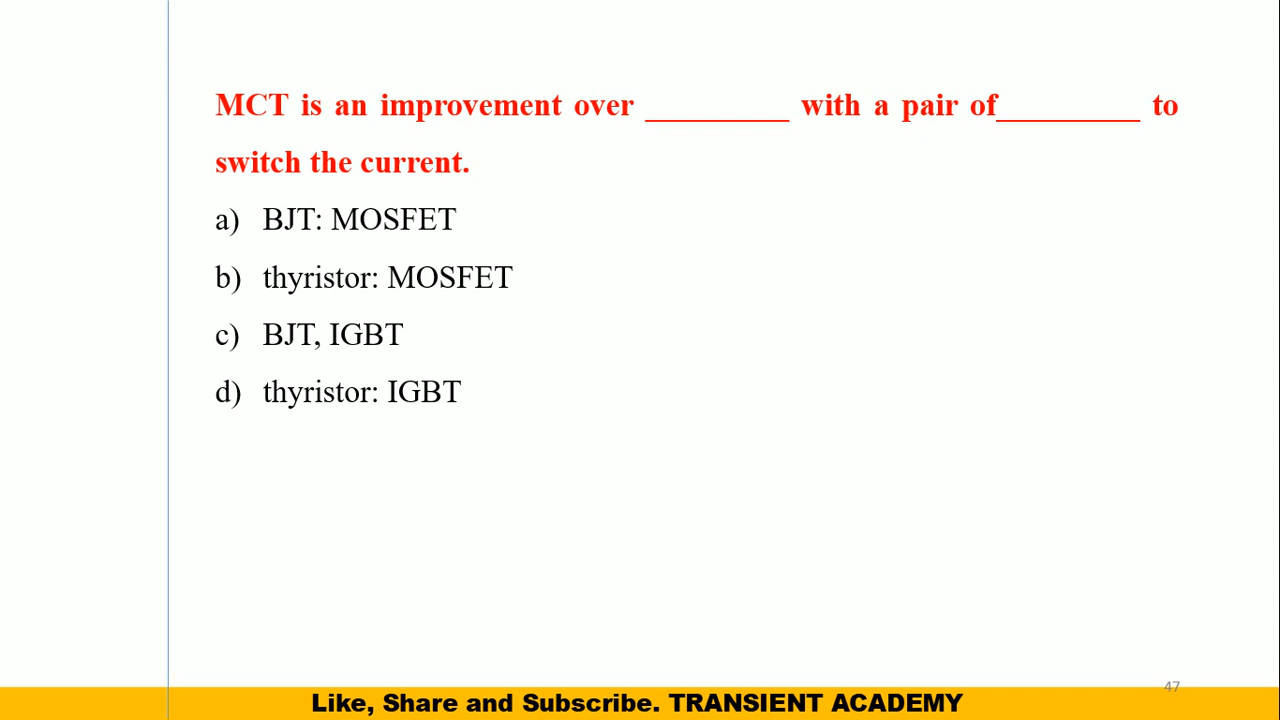 MCT is an improvement over _________ with a pair of_________ to
switch the current.
a) BJT: MOSFET
b) thyristor: MOSFET
c) BJT, IGBT
d) thyristor: IGBT
47
Like, Share and Subscribe. TRANSIENT ACADEMY